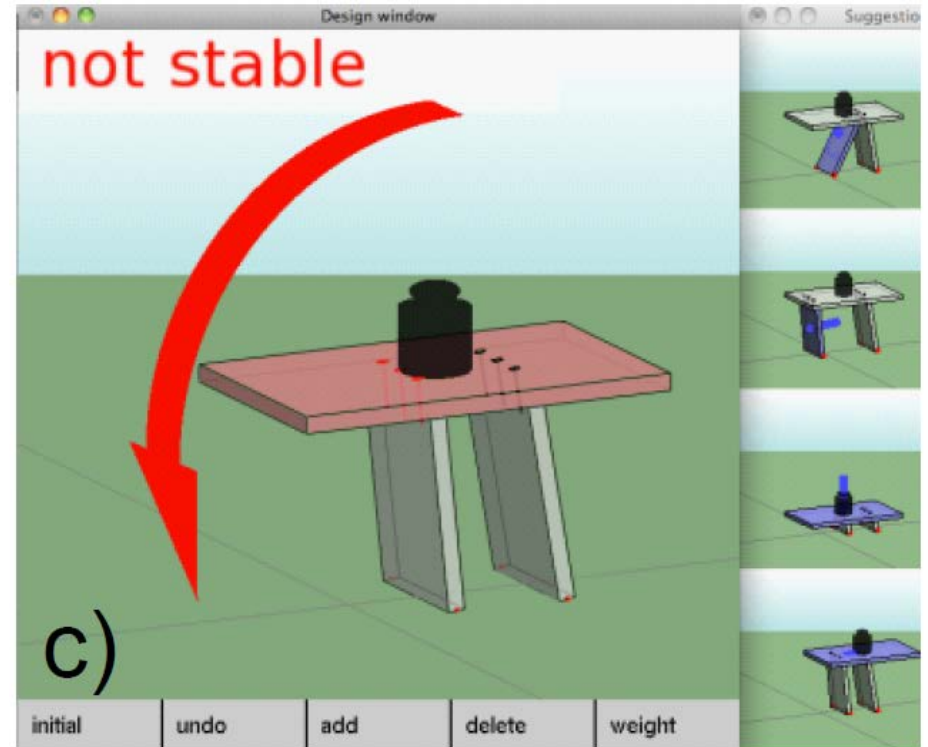 Design window
Suggestio
not stable
c)
initial undo add delete weight